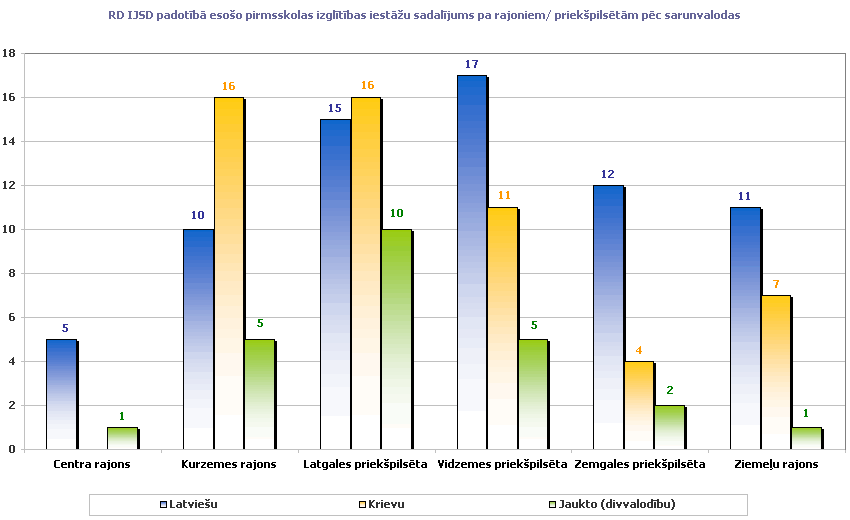 RD IJSD padotībā esošo pirmsskolas izglītības iestāžu sadalījums pa rajoniem/ priekšpilsētām pēc sarunvalodas
18
16
14
12
10
8
6
4
2
0
5
1
10
16
5
15
16
10
17
11
5
12
4
2
11
7
1
Centra rajons
Kurzemes rajons
Latgales priekšpilsēta
Vidzemes priekšpilsēta
Zemgales priekšpilsēta
Ziemeļu rajons
Latviešu
Krievu
Jaukto (divvalodību)